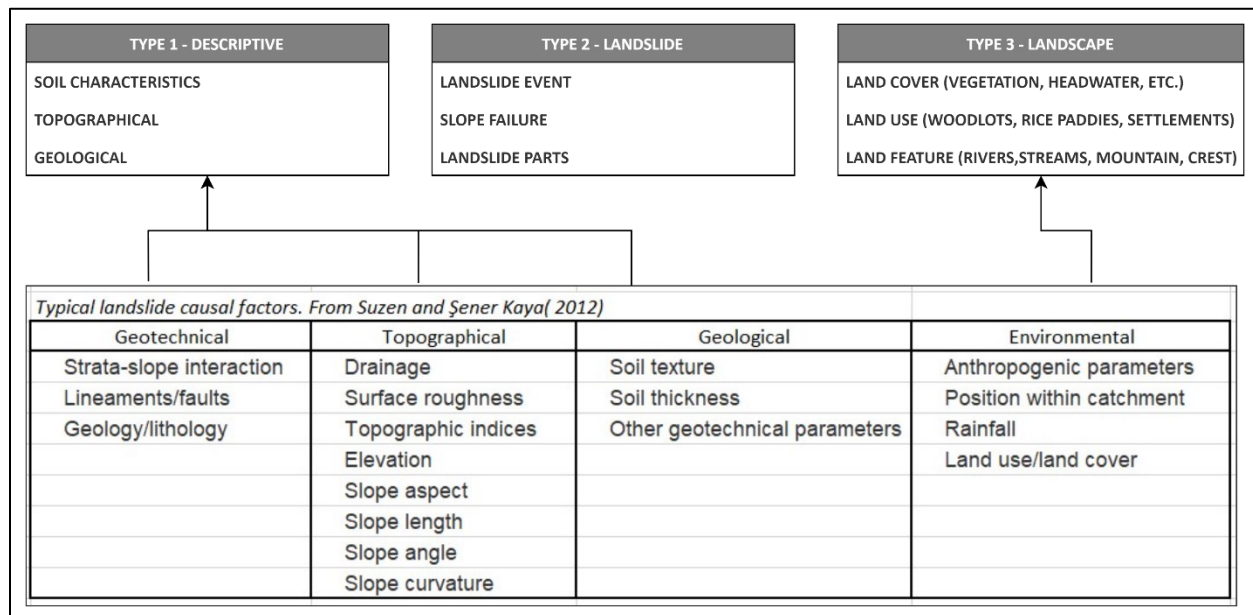 TYPE 1 - DESCRIPTIVE
SOIL CHARACTERISTICS
TOPOGRAPHICAL
GEOLOGICAL
TYPE 2 - LANDSLIDE
LANDSLIDE EVENT
SLOPE FAILURE
LANDSLIDE PARTS
TYPE 3 - LANDSCAPE
LAND COVER (VEGETATION, HEADWATER, ETC.)
LAND USE (WOODLOTS, RICE PADDIES, SETTLEMENTS)
LAND FEATURE (RIVERS,STREAMS, MOUNTAIN, CREST)
Typical landslide causal factors. From Suzen and Şener Kaya( 2012)
Geotechnical Topographical Geological Environmental
Strata-slope interaction Drainage Soil texture Anthropogenic parameters
Lineaments/faults Surface roughness Soil thickness Position within catchment
Geology/lithology Topographic indices Other geotechnical parameters Rainfall
Elevation Land use/land cover
Slope aspect
Slope length
Slope angle
Slope curvature